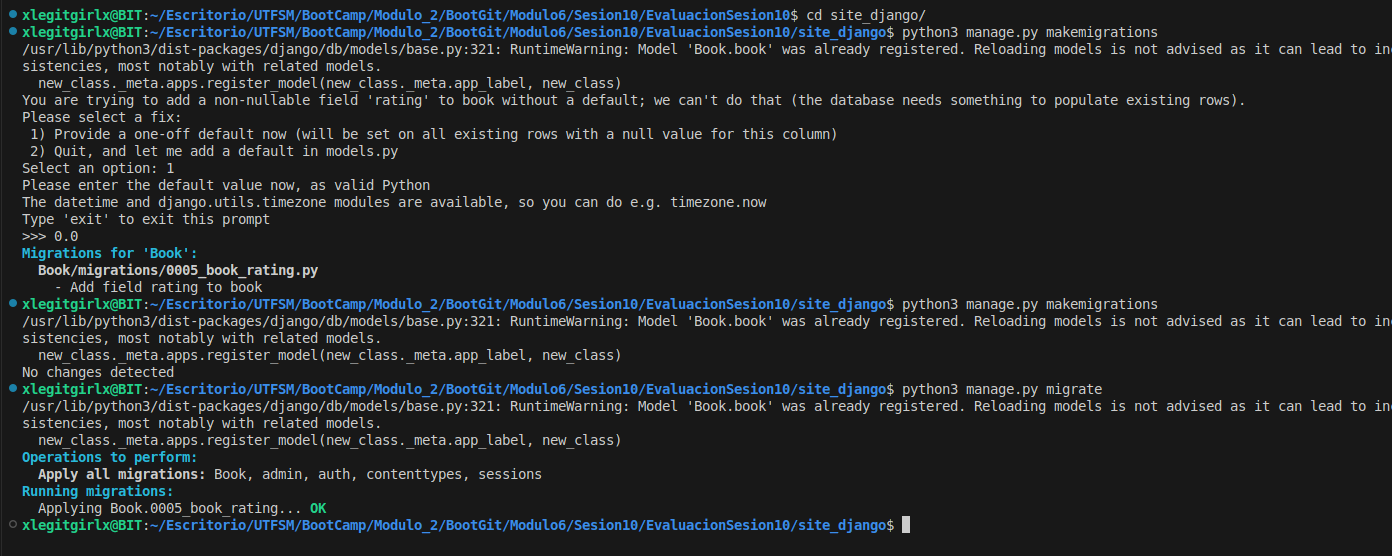 xlegitgirlx@BIT:~/Escritorio/UTFSM/BootCamp/Modulo_2/BootGit/Modulo6/Sesion10/EvaluacionSesion10$ cd site_django/
xlegitgirlx@BIT:~/Escritorio/UTFSM/BootCamp/Modulo_2/BootGit/Modulo6/Sesion10/EvaluacionSesion10/site_django$ python3 manage.py makemigrations
/usr/lib/python3/dist-packages/django/db/models/base.py:321: RuntimeWarning: Model 'Book.book' was already registered. Reloading models is not advised as it can lead to inc
sistencies, most notably with related models.
  new_class._meta.apps.register_model(new_class._meta.app_label, new_class)
You are trying to add a non-nullable field 'rating' to book without a default; we can't do that (the database needs something to populate existing rows).
Please select a fix:
 1) Provide a one-off default now (will be set on all existing rows with a null value for this column)
 2) Quit, and let me add a default in models.py
Select an option: 1
Please enter the default value now, as valid Python
The datetime and django.utils.timezone modules are available, so you can do e.g. timezone.now
Type 'exit' to exit this prompt
>>> 0.0
Migrations for 'Book':
  Book/migrations/0005_book_rating.py
    - Add field rating to book
xlegitgirlx@BIT:~/Escritorio/UTFSM/BootCamp/Modulo_2/BootGit/Modulo6/Sesion10/EvaluacionSesion10/site_django$ python3 manage.py makemigrations
/usr/lib/python3/dist-packages/django/db/models/base.py:321: RuntimeWarning: Model 'Book.book' was already registered. Reloading models is not advised as it can lead to inc
sistencies, most notably with related models.
  new_class._meta.apps.register_model(new_class._meta.app_label, new_class)
No changes detected
xlegitgirlx@BIT:~/Escritorio/UTFSM/BootCamp/Modulo_2/BootGit/Modulo6/Sesion10/EvaluacionSesion10/site_django$ python3 manage.py migrate
/usr/lib/python3/dist-packages/django/db/models/base.py:321: RuntimeWarning: Model 'Book.book' was already registered. Reloading models is not advised as it can lead to inc
sistencies, most notably with related models.
  new_class._meta.apps.register_model(new_class._meta.app_label, new_class)
Operations to perform:
  Apply all migrations: Book, admin, auth, contenttypes, sessions
Running migrations:
  Applying Book.0005_book_rating... OK
xlegitgirlx@BIT:~/Escritorio/UTFSM/BootCamp/Modulo_2/BootGit/Modulo6/Sesion10/EvaluacionSesion10/site_django$